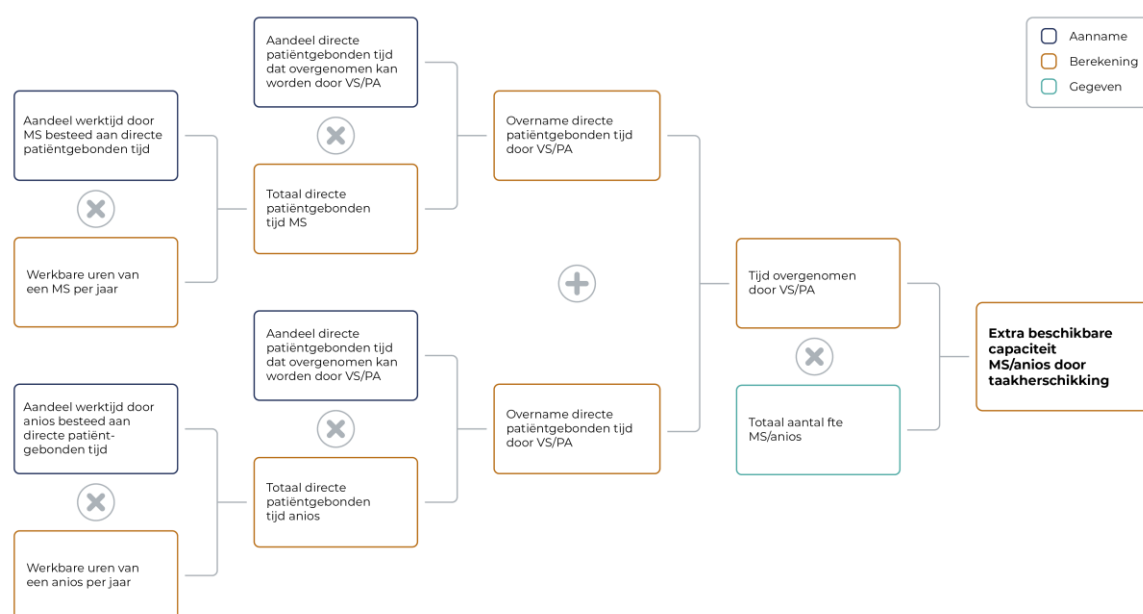 Aandeel directe
patiëntgebonden tijd
dat overgenomen kan
worden door VS/PA
Aanname
Berekening
Gegeven
Aandeel werktijd door
MS besteed aan directe
patiëntgebonden tijd
Overname directe
patiëntgebonden tijd
door VS/PA
Totaal directe
patiëntgebonden
tijd MS
Werkbare uren van
een MS per jaar
Tijd overgenomen
door VS/PA
Aandeel directe
patiëntgebonden tijd
dat overgenomen kan
worden door VS/PA
Extra beschikbare
capaciteit
MS/anios door
taakherschikking
Aandeel werktijd door
anios besteed aan
directe patiënt-
gebonden tijd
Overname directe
patiëntgebonden tijd
door VS/PA
Totaal aantal fte
MS/anios
Totaal directe
patiëntgebonden
tijd anios
Werkbare uren van
een anios per jaar